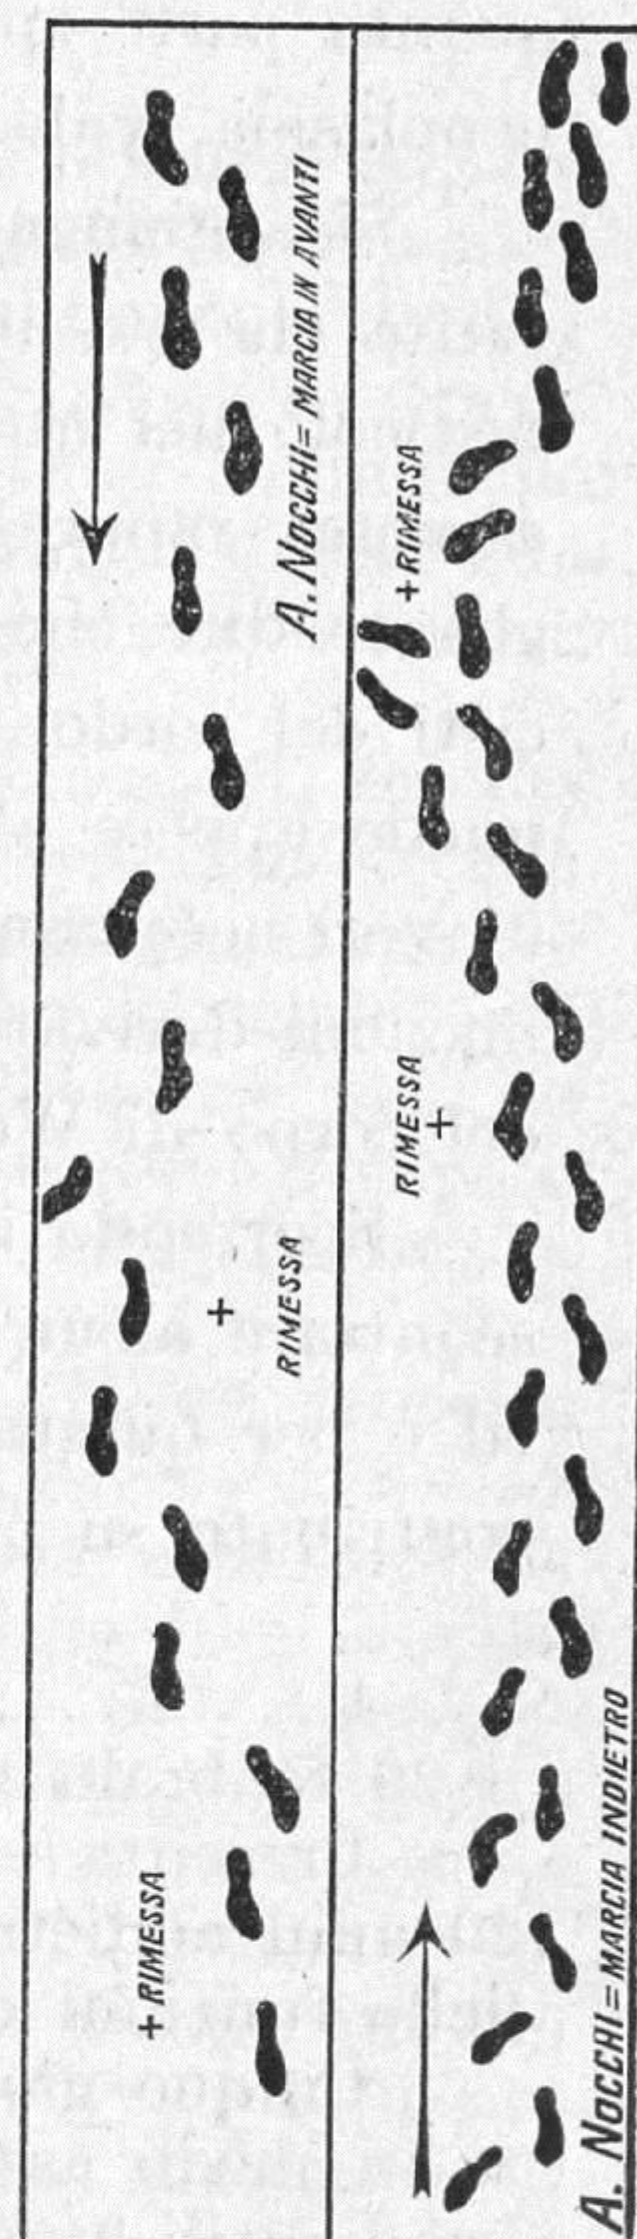 A. NOCCHI = MARCIA IN AVANTI
RIMESSA
+
+ RIMESSA
+ RIMESSA
RIMESSA
+
A. NOCCHI = MARCIA INDIETRO